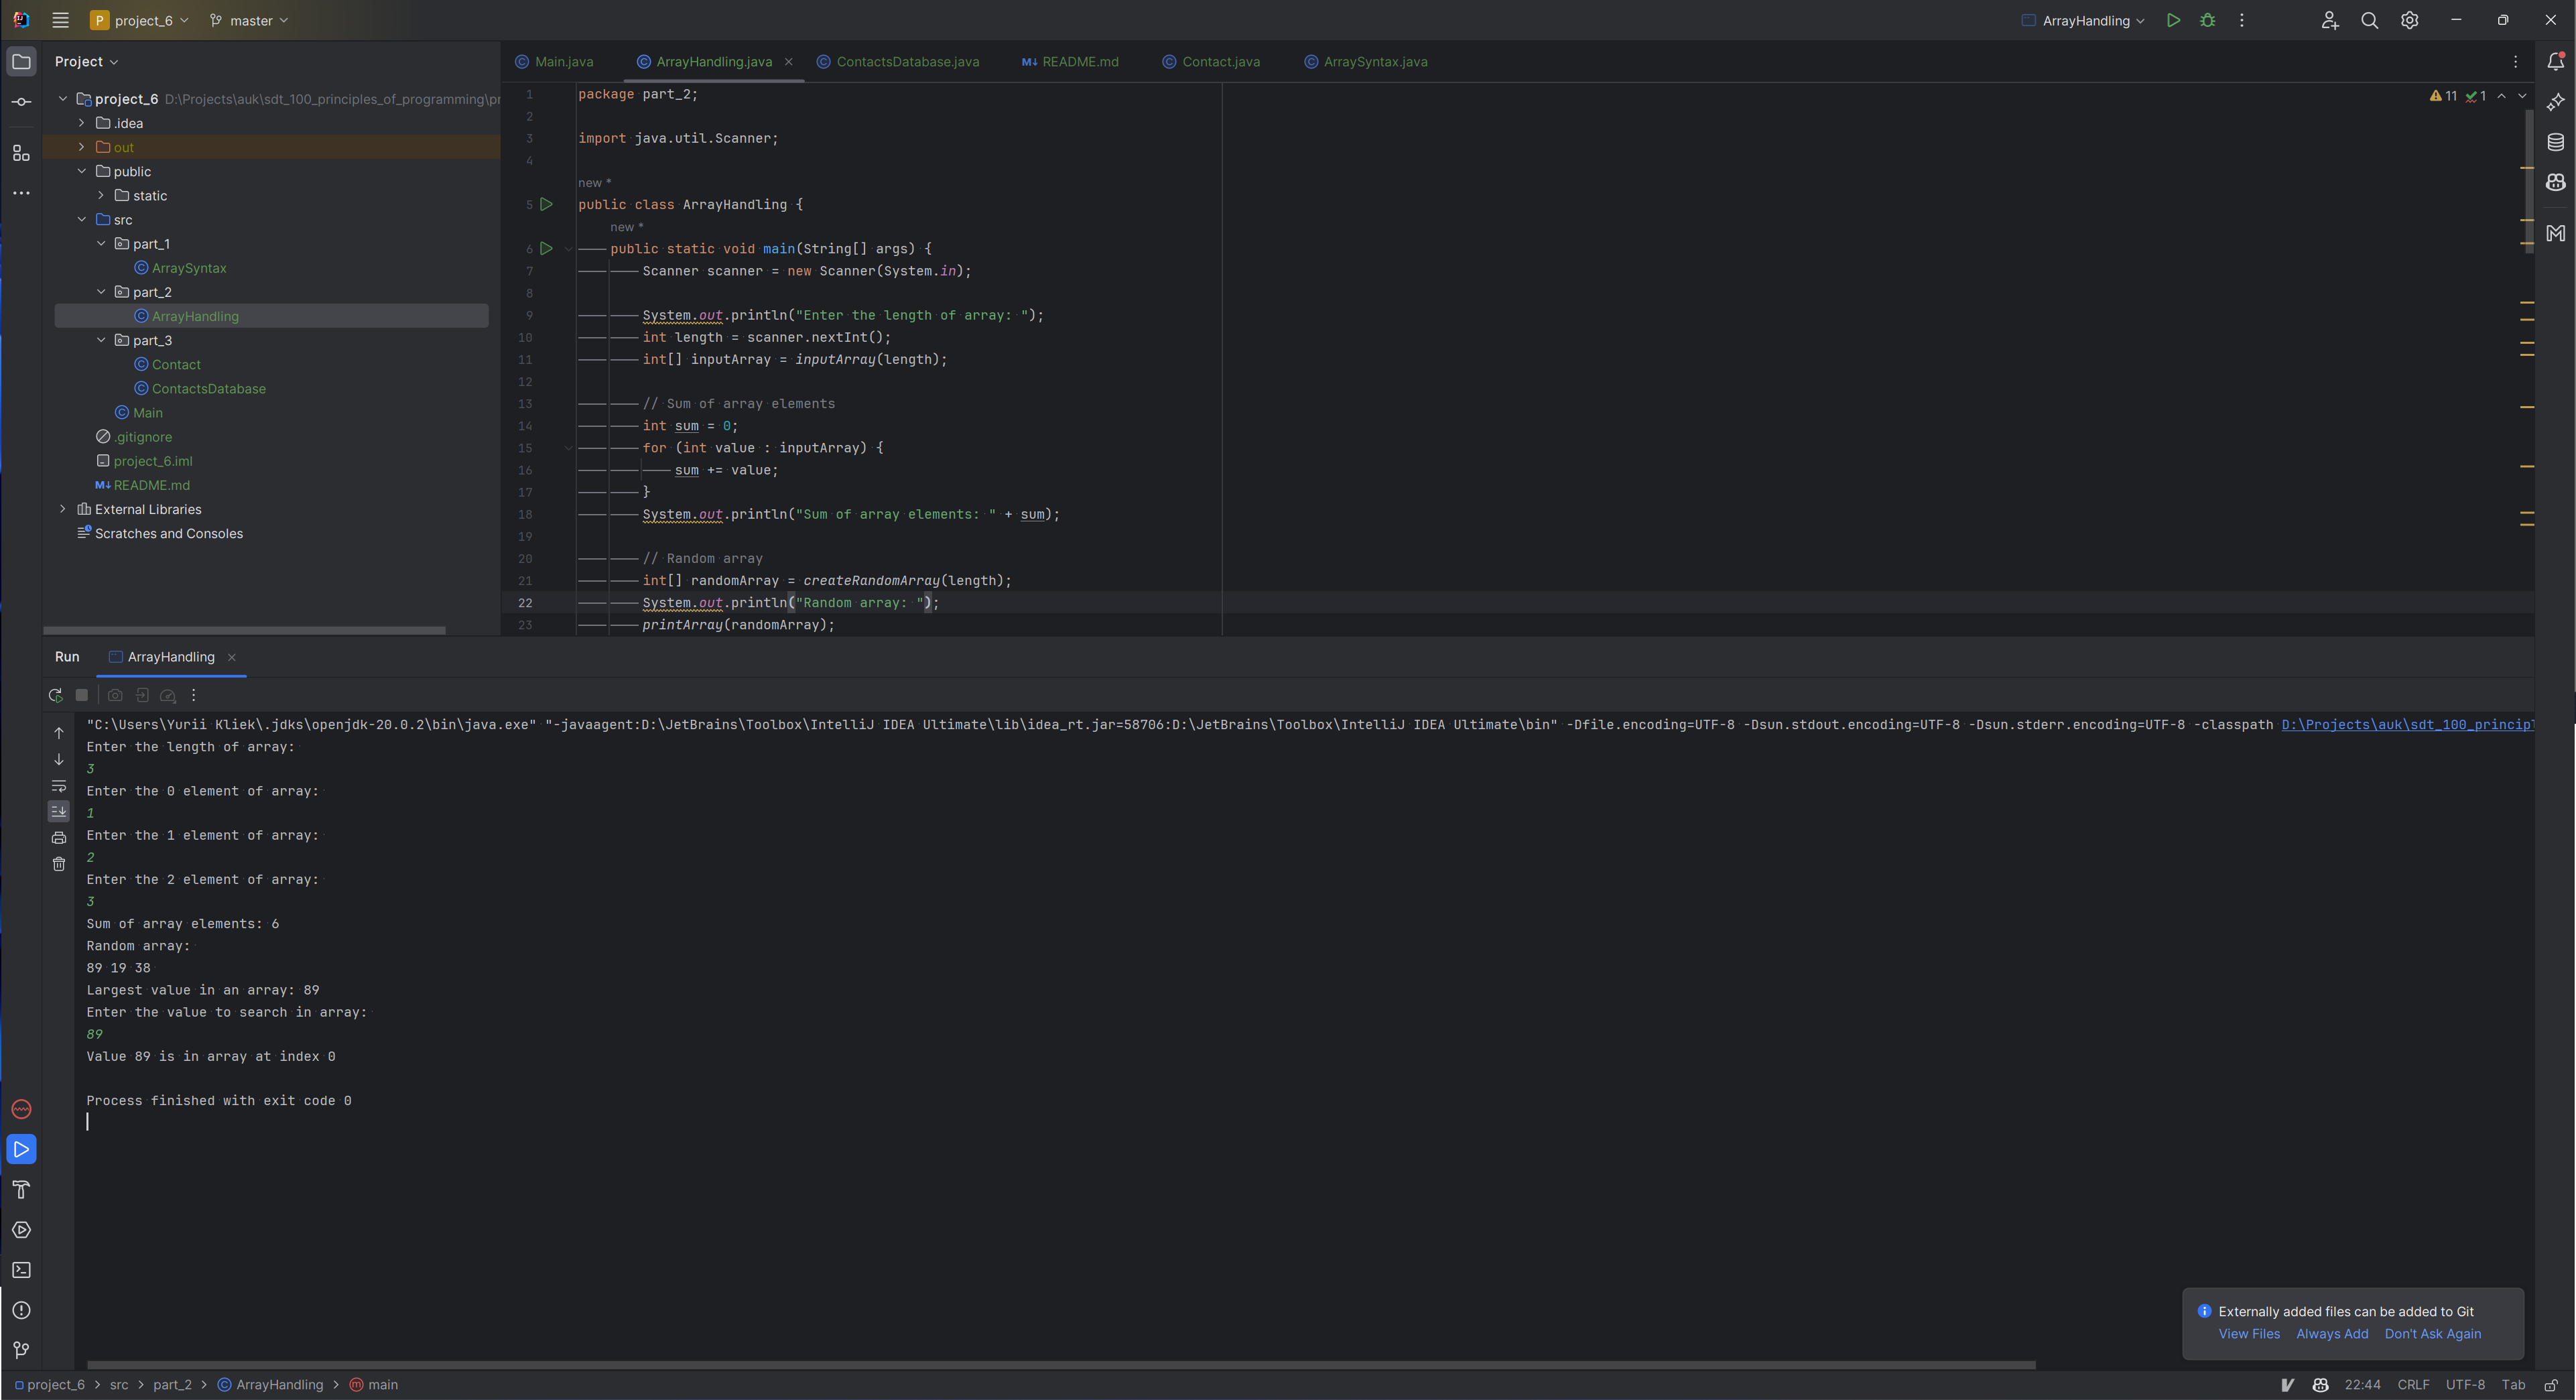 P project_6 master ArrayHandling
Project
Main.java ArrayHandling.java ContactsDatabase.java M↓ README.md Contact.java ArraySyntax.java
project_6 D:\Projects\auk\sdt_100_principles_of_programming\pr
.idea
out
public
static
src
part_1
ArraySyntax
part_2
ArrayHandling
part_3
Contact
ContactsDatabase
Main
.gitignore
project_6.iml
M↓ README.md
External Libraries
Scratches and Consoles
11 1
1 package part_2;
2
3 import java.util.Scanner;
4
new *
5 public class ArrayHandling {
new *
6 public static void main(String[] args) {
7 Scanner scanner = new Scanner(System.in);
8
9 System.out.println("Enter the length of array: ");
10 int length = scanner.nextInt();
11 int[] inputArray = inputArray(length);
12
13 // Sum of array elements
14 int sum = 0;
15 for (int value : inputArray) {
16 sum += value;
17 }
18 System.out.println("Sum of array elements: " + sum);
19
20 // Random array
21 int[] randomArray = createRandomArray(length);
22 System.out.println("Random array: ");
23 printArray(randomArray);
Run ArrayHandling
"C:\Users\Yurii Kliek\.jdks\openjdk-20.0.2\bin\java.exe" "-javaagent:D:\JetBrains\Toolbox\IntelliJ IDEA Ultimate\lib\idea_rt.jar=58706:D:\JetBrains\Toolbox\IntelliJ IDEA Ultimate\bin" -Dfile.encoding=UTF-8 -Dsun.stdout.encoding=UTF-8 -Dsun.stderr.encoding=UTF-8 -classpath D:\Projects\auk\sdt_100_principl
Enter the length of array:
3
Enter the 0 element of array:
1
Enter the 1 element of array:
2
Enter the 2 element of array:
3
Sum of array elements: 6
Random array:
89 19 38
Largest value in an array: 89
Enter the value to search in array:
89
Value 89 is in array at index 0
Process finished with exit code 0
Externally added files can be added to Git
View Files Always Add Don't Ask Again
project_6 > src > part_2 > ArrayHandling > main
22:44 CRLF UTF-8 Tab